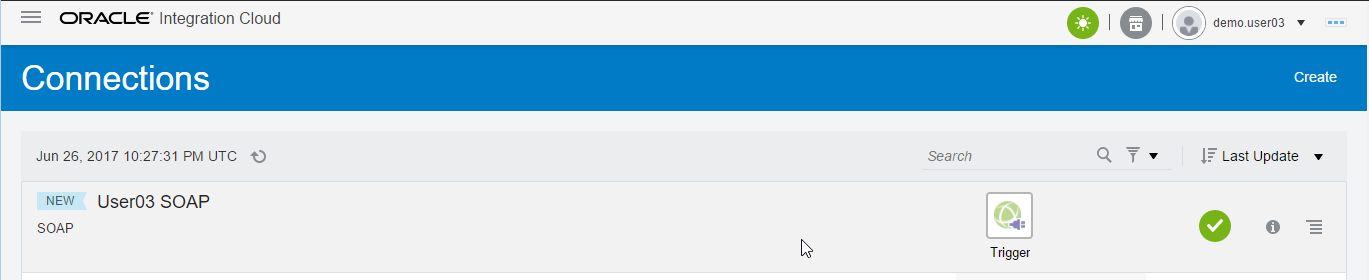 ORACLE Integration Cloud
demo.user03
Connections
Create
Jun 26, 2017 10:27:31 PM UTC
Search
Last Update
NEW
User03 SOAP
SOAP
Trigger